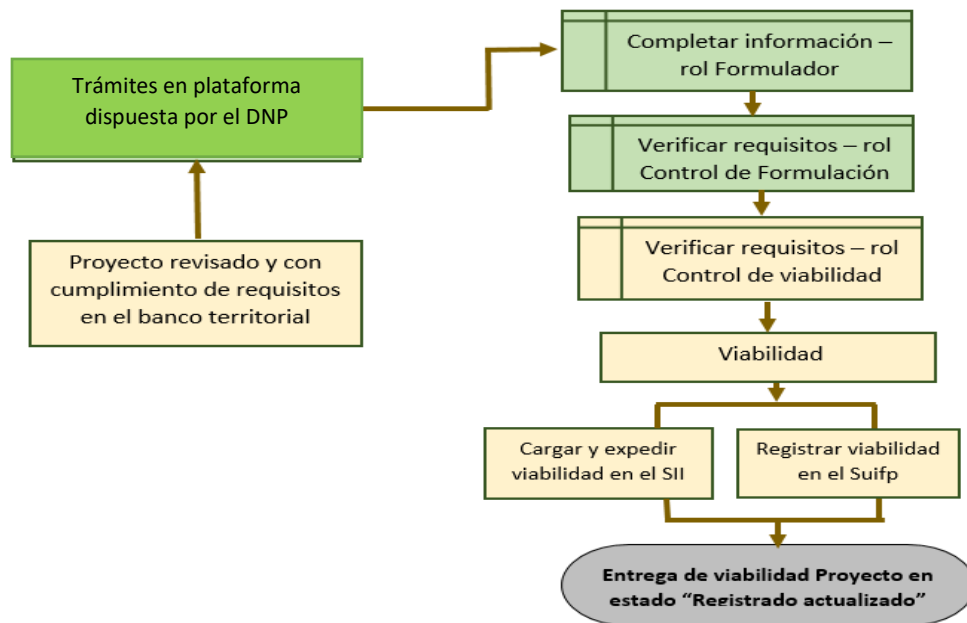 Trámites en plataforma
dispuesta por el DNP
Proyecto revisado y con
cumplimiento de requisitos
en el banco territorial
Completar información –
rol Formulador
Verificar requisitos – rol
Control de Formulación
Verificar requisitos – rol
Control de viabilidad
Viabilidad
Cargar y expedir
viabilidad en el SII
Registrar viabilidad
en el Suifp
Entrega de viabilidad Proyecto en
estado “Registrado actualizado”